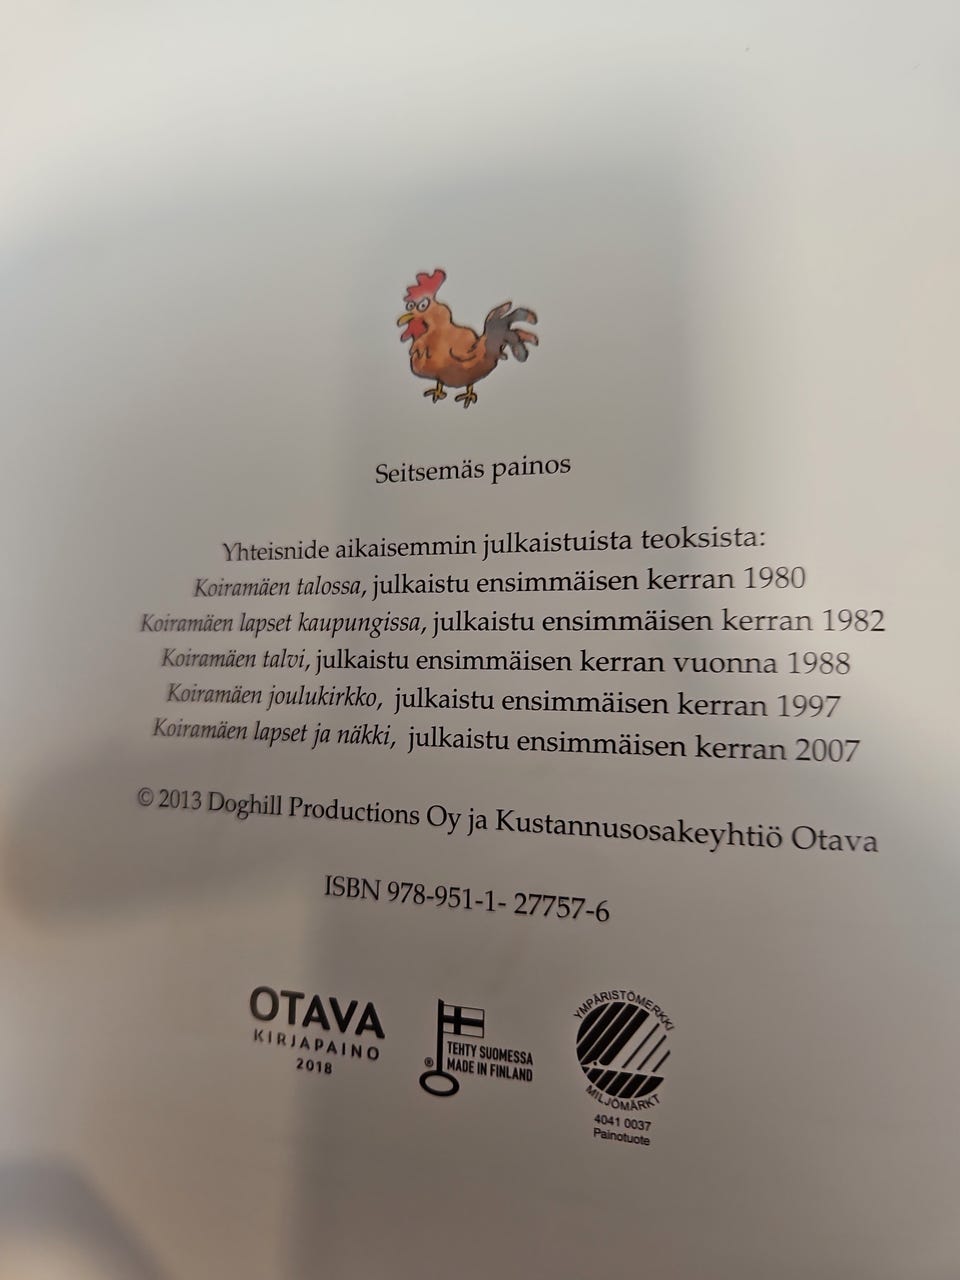 Seitsemäs painos
Yhteisnide aikaisemmin julkaistuista teoksista:
Koiramäen talossa, julkaistu ensimmäisen kerran 1980
Koiramäen lapset kaupungissa, julkaistu ensimmäisen kerran 1982
Koiramäen talvi, julkaistu ensimmäisen kerran vuonna 1988
Koiramäen joulukirkko, julkaistu ensimmäisen kerran 1997
Koiramäen lapset ja näkki, julkaistu ensimmäisen kerran 2007
© 2013 Doghill Productions Oy ja Kustannusosakeyhtiö Otava
ISBN 978-951-1- 27757-6
OTAVA
KIRJAPAINO
2018
® TEHTY SUOMESSA
MADE IN FINLAND
YMPÄRISTÖMERKKI
MILJÖMÄRKT
4041 0037
Painotuote